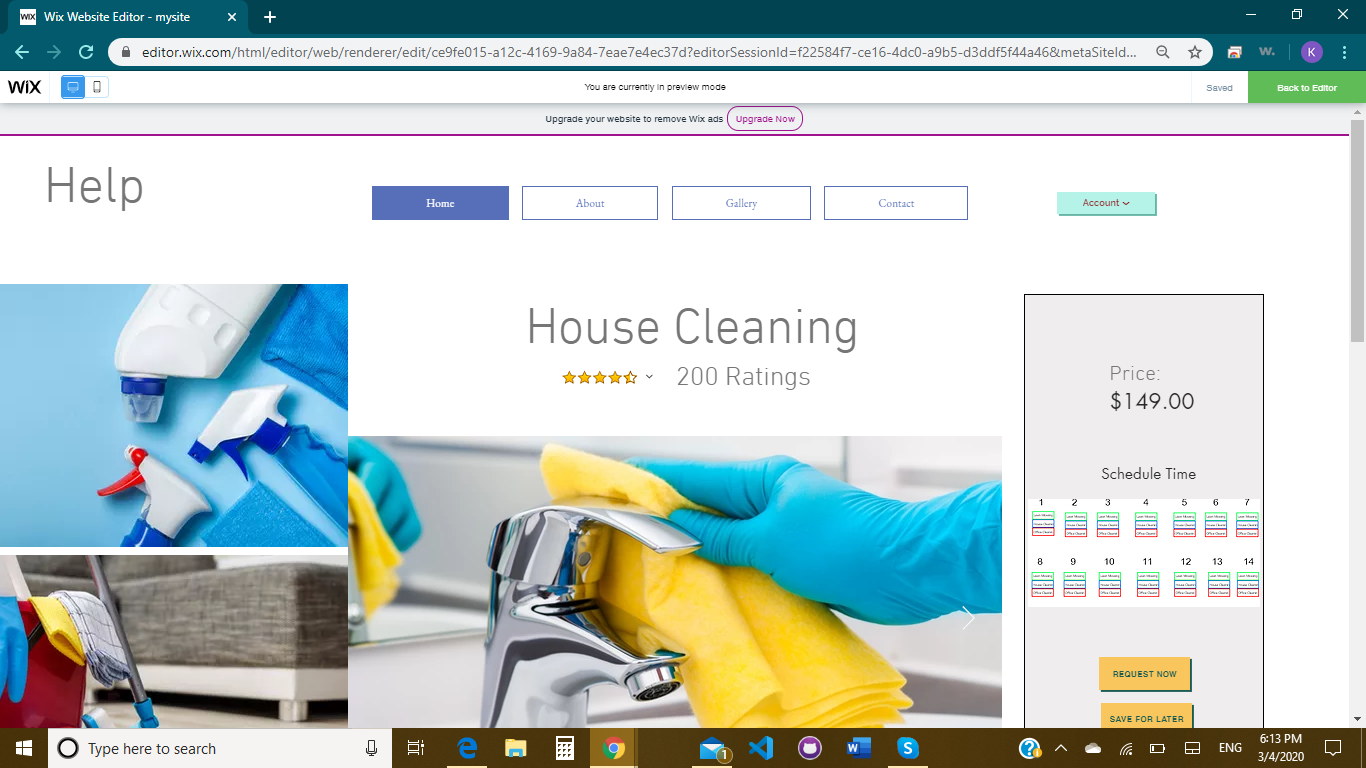 WiX Wix Website Editor - mysite
editor.wix.com/html/editor/web/renderer/edit/ce9fe015-a12c-4169-9a84-7eae7e4ec37d?editorSessionId=f22584f7-ce16-4dc0-a9b5-d3ddf5f44a46&metaSiteId...
w.
K
WiX
You are currently in preview mode
Saved
Back to Editor
Upgrade your website to remove Wix ads
Upgrade Now
Help
Home
About
Gallery
Contact
Account
House Cleaning
200 Ratings
Price:
$149.00
Schedule Time
1 2 3 4 5 6 7
8 9 10 11 12 13 14
REQUEST NOW
SAVE FOR LATER
Type here to search
1
ENG
6:13 PM
3/4/2020